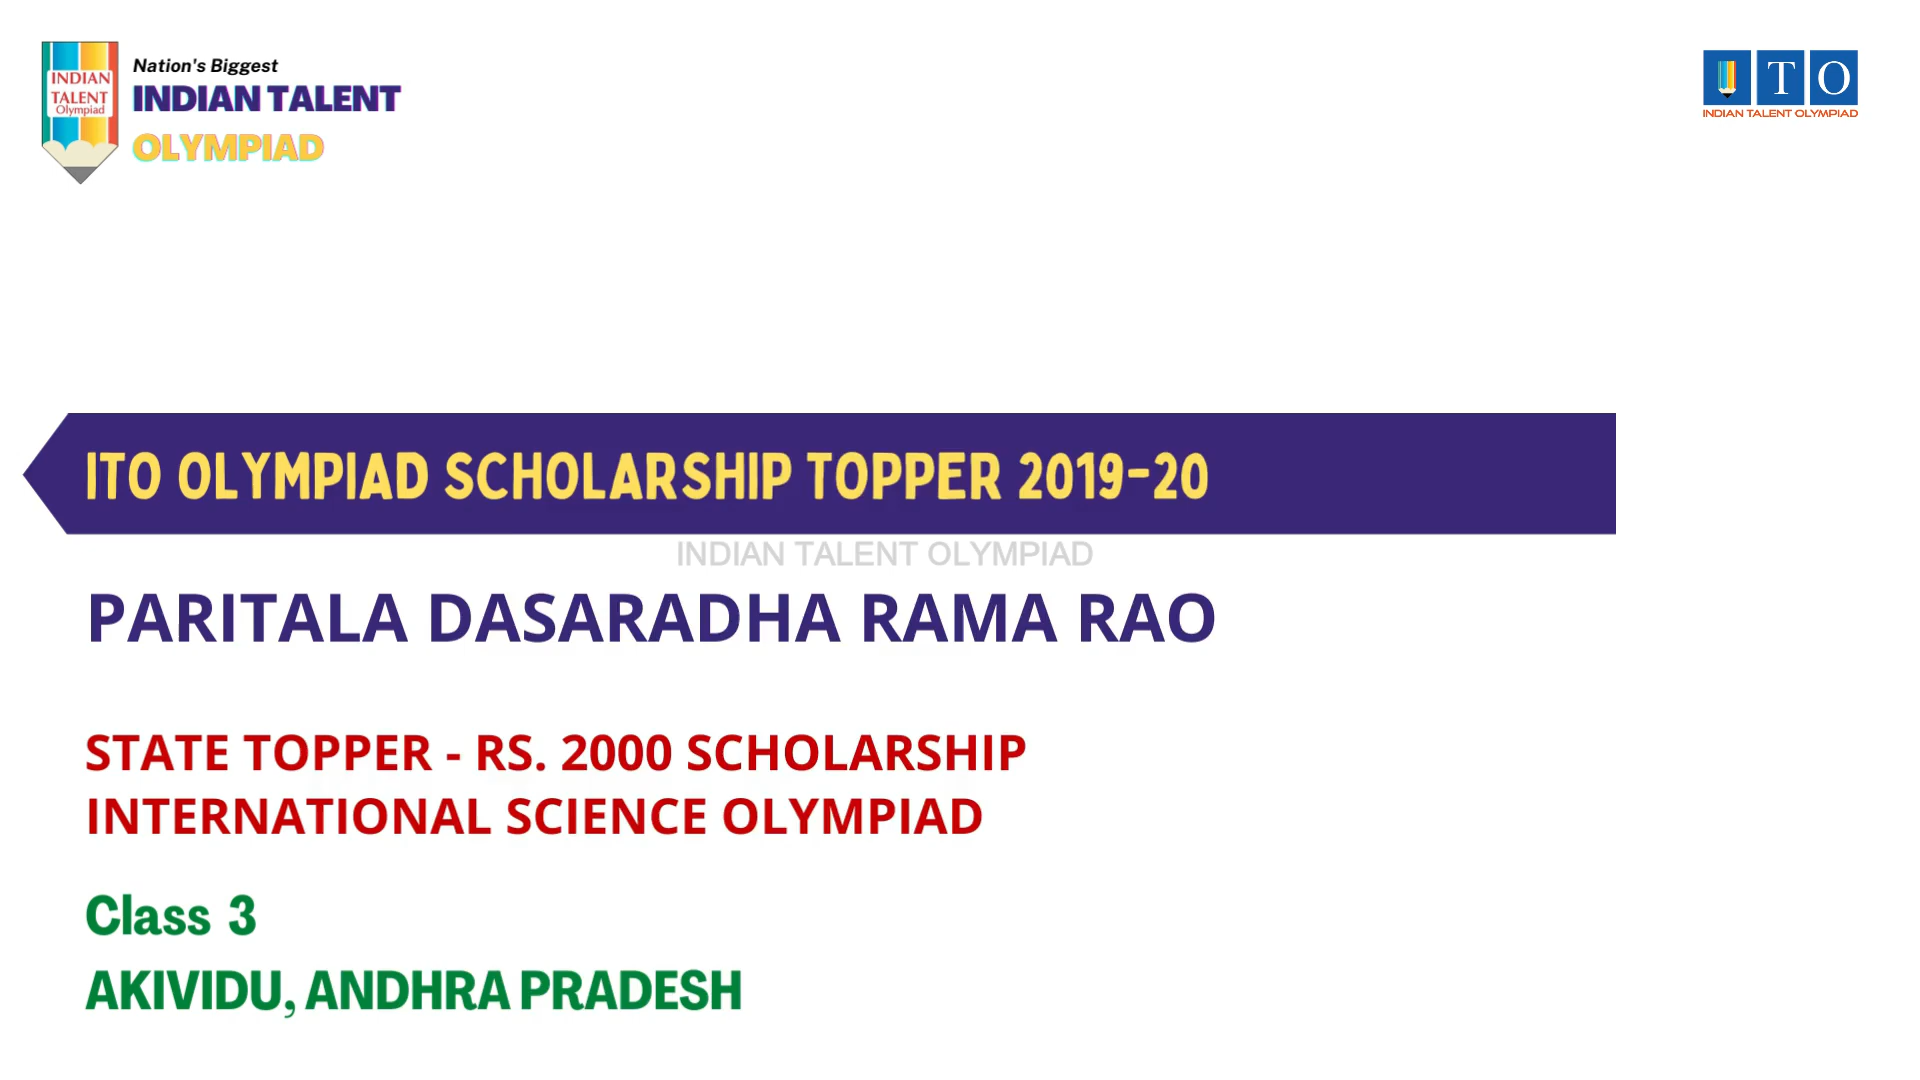 Nation's Biggest
INDIAN TALENT
OLYMPIAD
INDIAN
TALENT
Olympiad
T O
INDIAN TALENT OLYMPIAD
ITO OLYMPIAD SCHOLARSHIP TOPPER 2019-20
INDIAN TALENT OLYMPIAD
PARITALA DASARADHA RAMA RAO
STATE TOPPER - RS. 2000 SCHOLARSHIP
INTERNATIONAL SCIENCE OLYMPIAD
Class 3
AKIVIDU, ANDHRA PRADESH